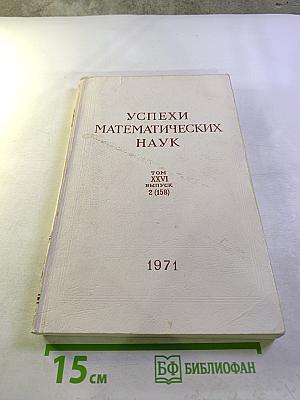 УСПЕХИ
МАТЕМАТИЧЕСКИХ
НАУК
ТОМ
XXVI
ВЫПУСК
2 (158)
1971
15 см
БФ БИБЛИОФАН